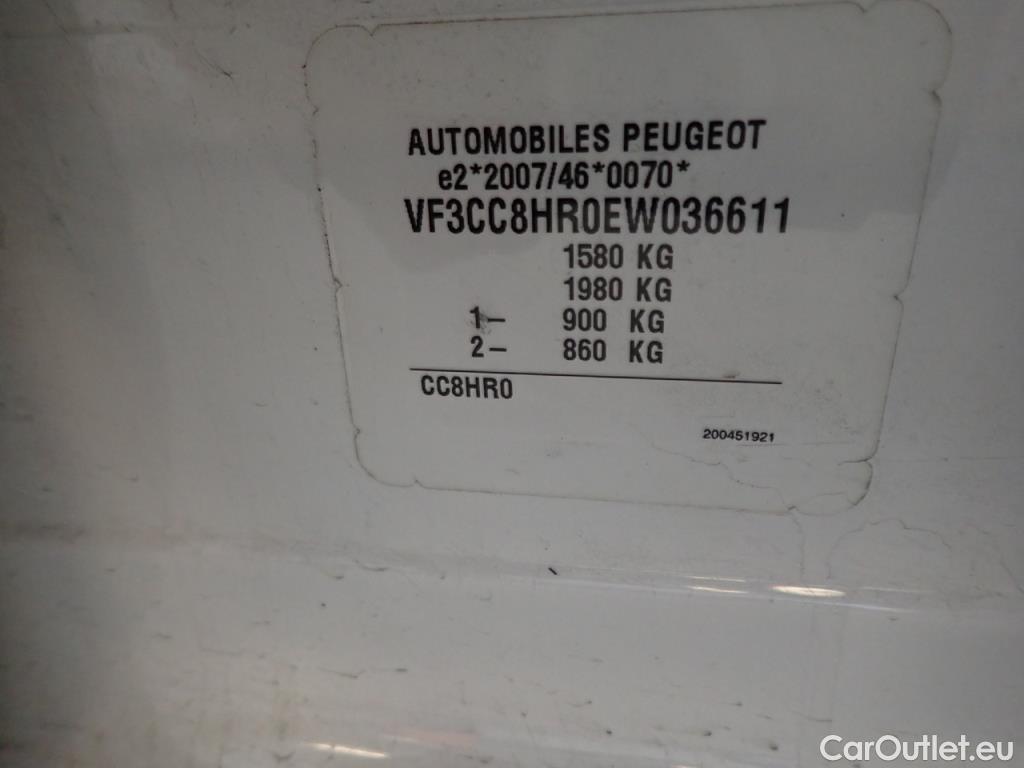 AUTOMOBILES PEUGEOT
e2*2007/46*0070*
VF3CC8HR0EW036611
1580 KG
1980 KG
1- 900 KG
2- 860 KG
CC8HR0
200451921
CarOutlet.eu